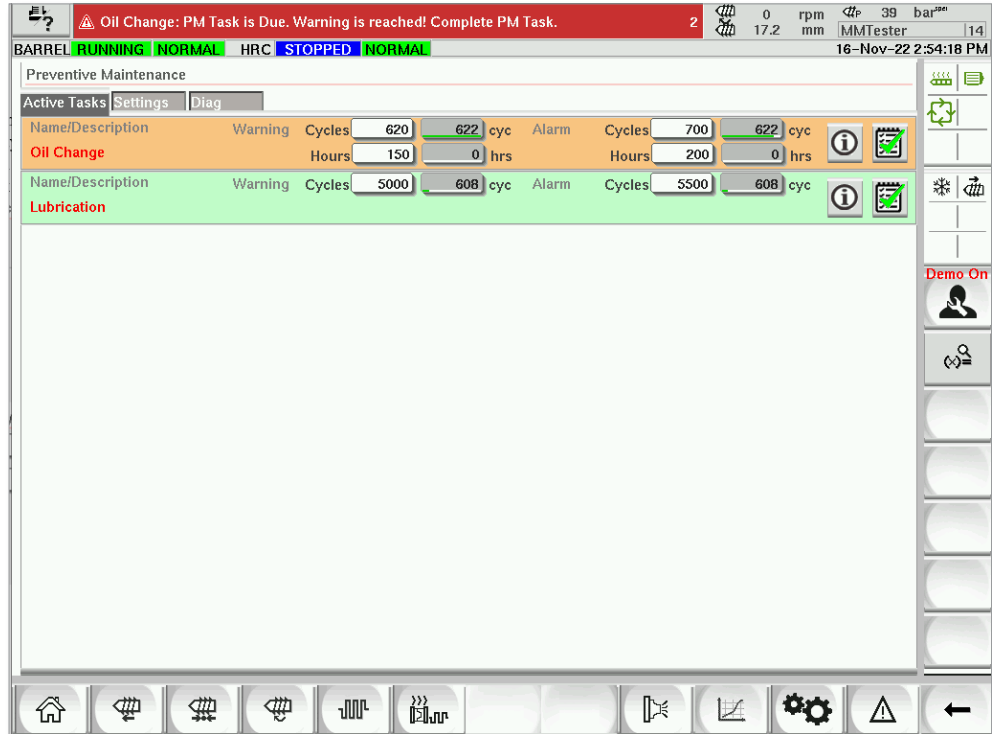 Oil Change: PM Task is Due. Warning is reached! Complete PM Task. 2
0 rpm 39 bar spec
17.2 mm MMTester 14
BARREL RUNNING NORMAL HRC STOPPED NORMAL 16-Nov-22 2:54:18 PM
Preventive Maintenance
Active Tasks Settings Diag
Name/Description Warning Cycles 620 622 cyc Alarm Cycles 700 622 cyc
Oil Change Hours 150 0 hrs Hours 200 0 hrs
Name/Description Warning Cycles 5000 608 cyc Alarm Cycles 5500 608 cyc
Lubrication
Demo On
(x)=